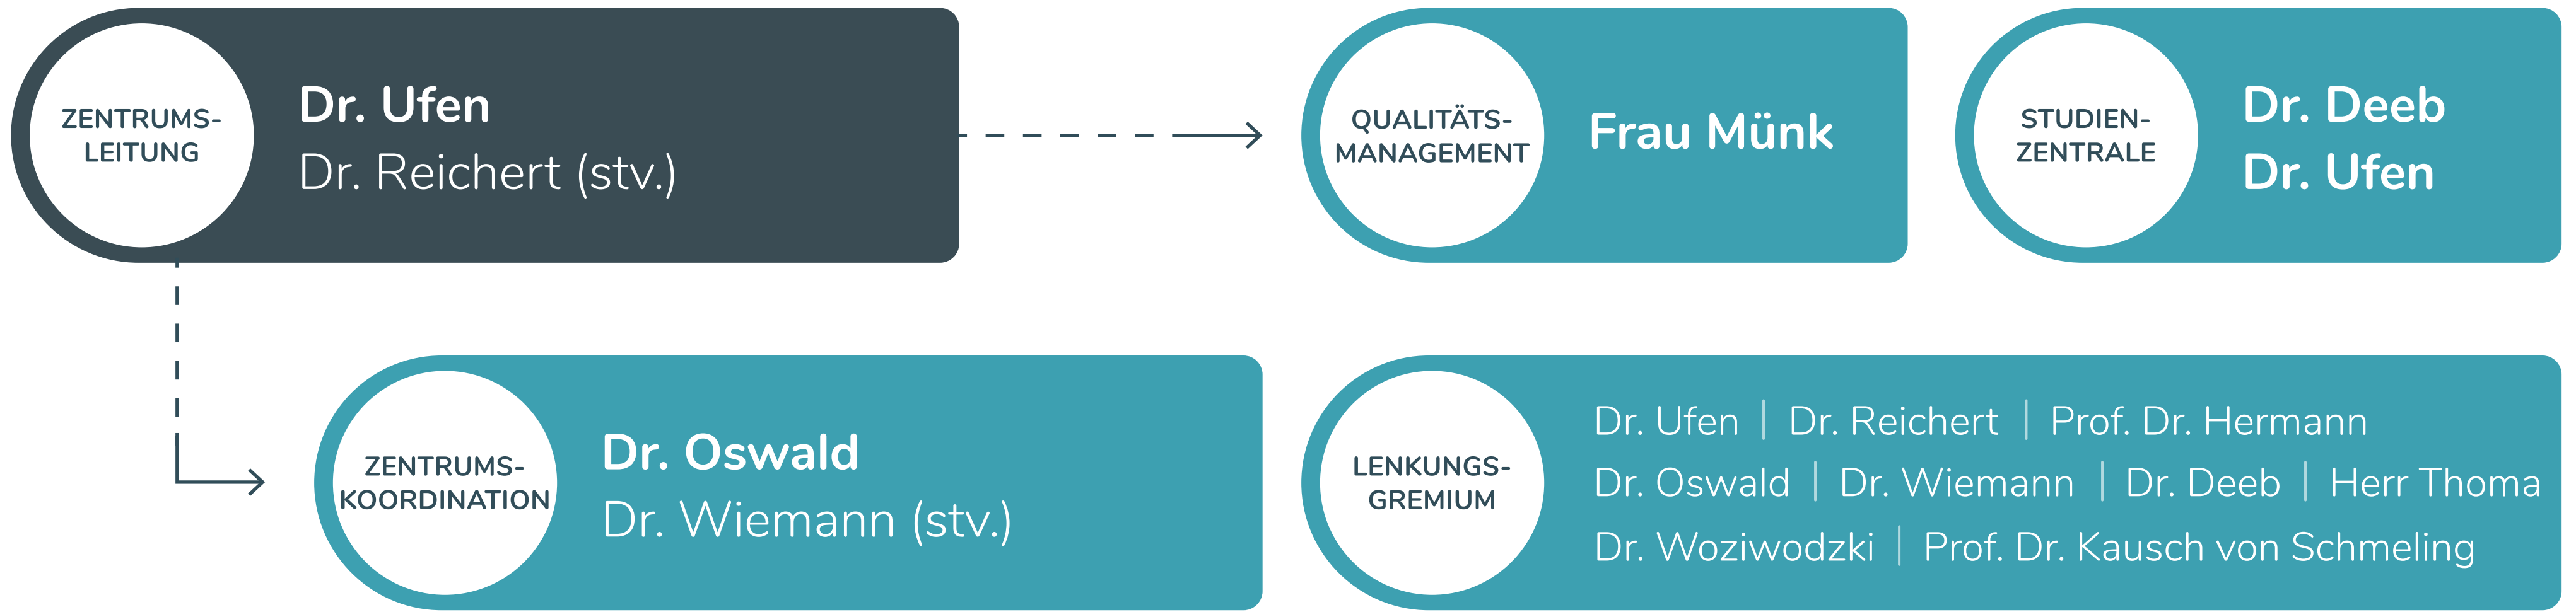 ZENTRUMS-
LEITUNG
Dr. Ufen
Dr. Reichert (stv.)
QUALITÄTS-
MANAGEMENT
Frau Münk
STUDIEN-
ZENTRALE
Dr. Deeb
Dr. Ufen
ZENTRUMS-
KOORDINATION
Dr. Oswald
Dr. Wiemann (stv.)
LENKUNGS-
GREMIUM
Dr. Ufen | Dr. Reichert | Prof. Dr. Hermann
Dr. Oswald | Dr. Wiemann | Dr. Deeb | Herr Thoma
Dr. Woziwodzki | Prof. Dr. Kausch von Schmeling